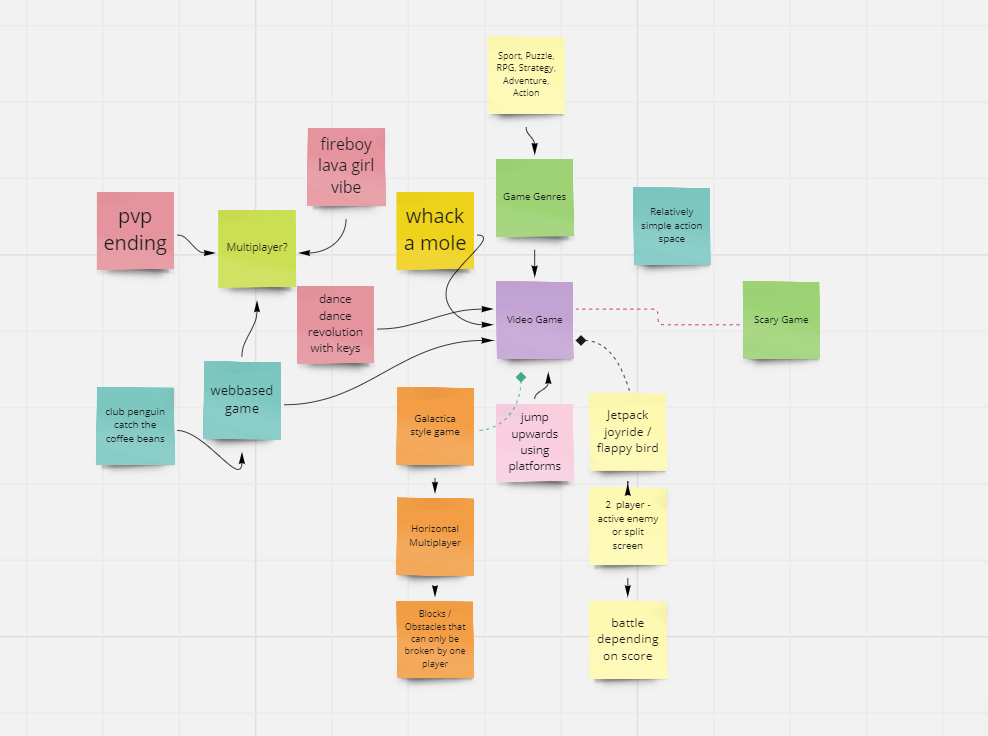 Sport, Puzzle,
RPG, Strategy,
Adventure,
Action
fireboy
lava girl
vibe
Game Genres
pvp
ending
Multiplayer?
whack
a mole
Relatively
simple action
space
dance
dance
revolution
with keys
Video Game
Scary Game
club penguin
catch the
coffee beans
webbased
game
Galactica
style game
jump
upwards
using
platforms
Jetpack
joyride /
flappy bird
Horizontal
Multiplayer
2 player -
active enemy
or split
screen
Blocks /
Obstacles that
can only be
broken by one
player
battle
depending
on score